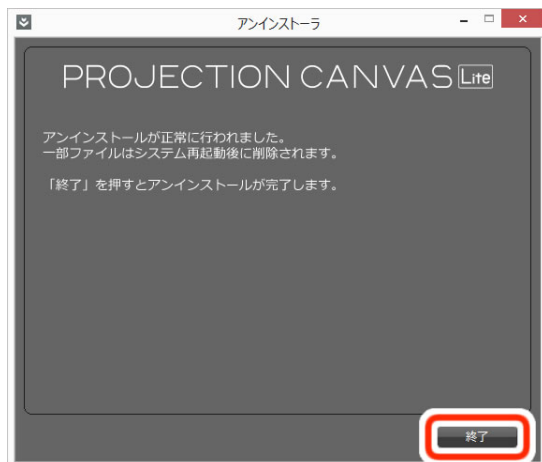 アンインストーラ
PROJECTION CANVAS Lite
アンインストールが正常に行われました。
一部ファイルはシステム再起動後に削除されます。
「終了」を押すとアンインストールが完了します。
終了